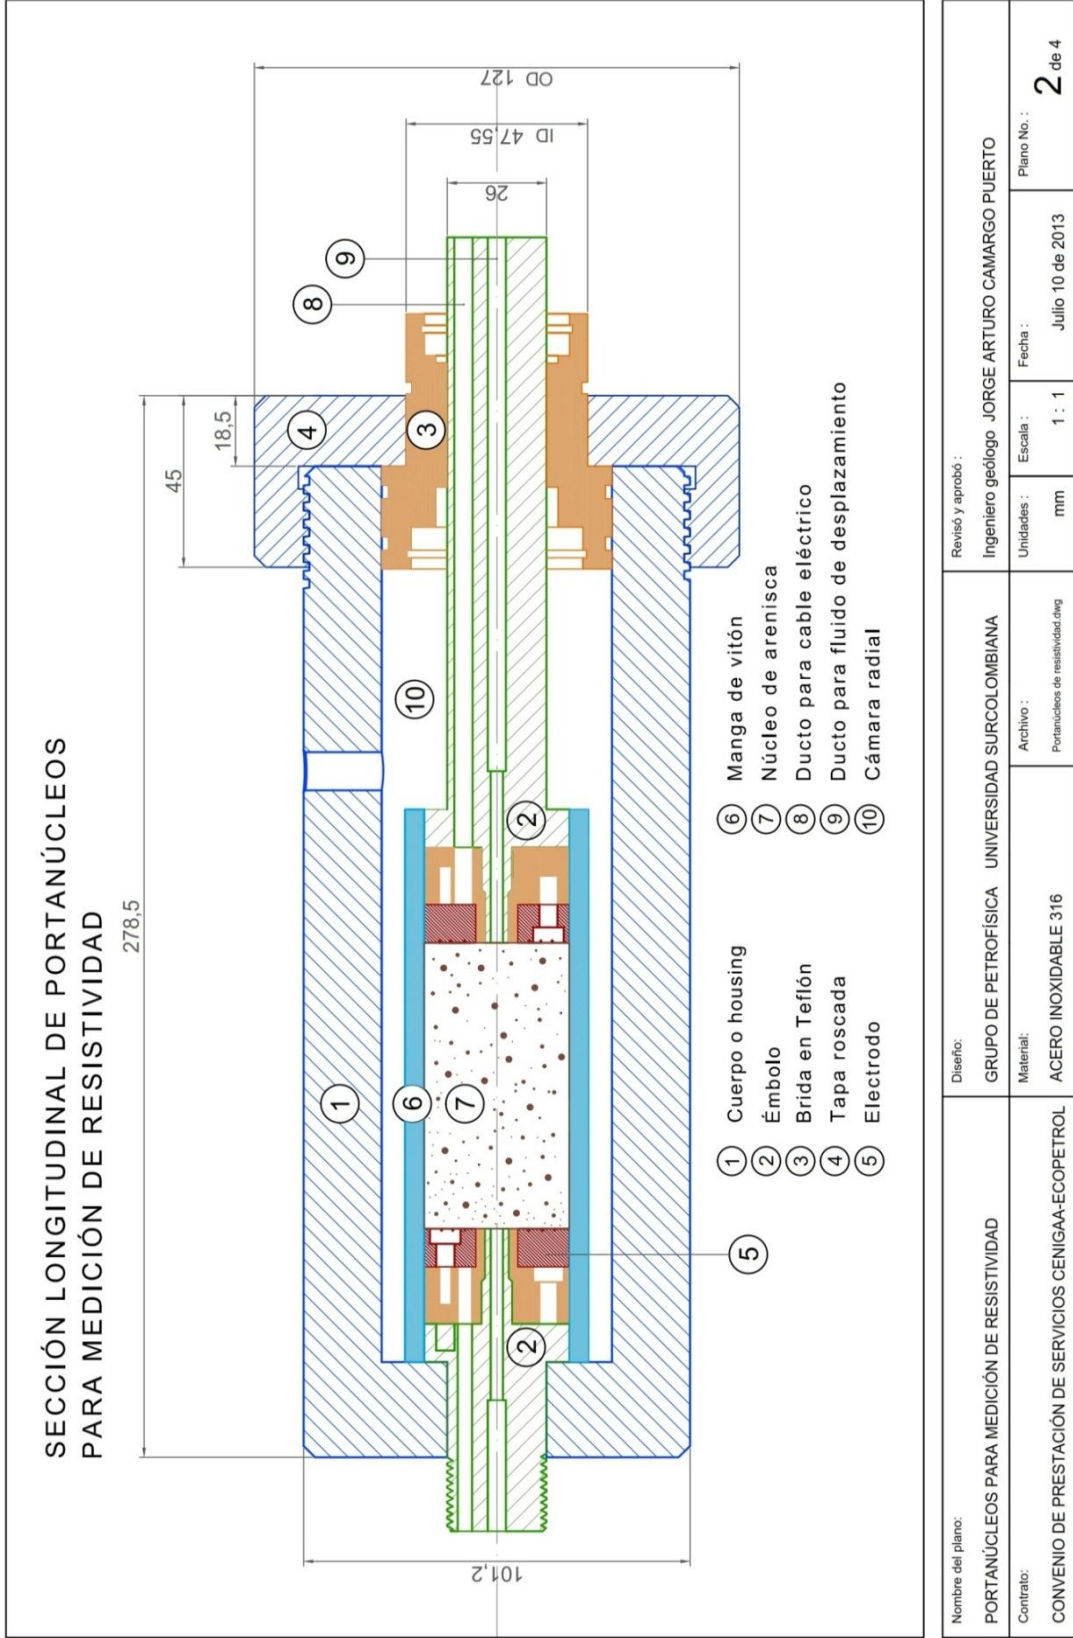 SECCIÓN LONGITUDINAL DE PORTANÚCLEOS
PARA MEDICIÓN DE RESISTIVIDAD
278,5
45
18,5
OD 127
ID 47,55
26
101,2
1
2
2
3
4
5
6
7
8
9
10
1 Cuerpo o housing
2 Émbolo
3 Brida en Teflón
4 Tapa roscada
5 Electrodo
6 Manga de vitón
7 Núcleo de arenisca
8 Ducto para cable eléctrico
9 Ducto para fluido de desplazamiento
10 Cámara radial
Nombre del plano:
PORTANÚCLEOS PARA MEDICIÓN DE RESISTIVIDAD
Diseño:
GRUPO DE PETROFÍSICA UNIVERSIDAD SURCOLOMBIANA
Revisó y aprobó :
Ingeniero geólogo JORGE ARTURO CAMARGO PUERTO
Contrato:
CONVENIO DE PRESTACIÓN DE SERVICIOS CENIGAA-ECOPETROL
Material:
ACERO INOXIDABLE 316
Archivo :
Portanúcleos de resistividad.dwg
Unidades :
mm
Escala :
1 : 1
Fecha :
Julio 10 de 2013
Plano No. :
2 de 4